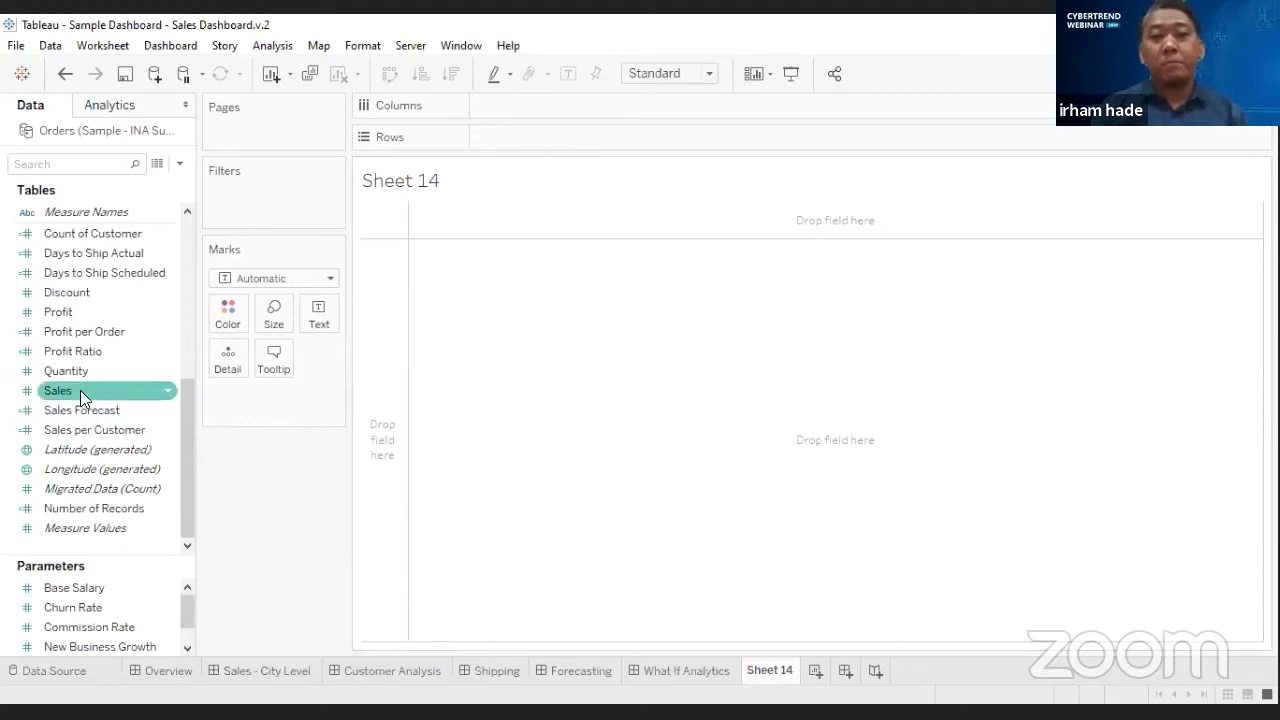 Tableau - Sample Dashboard - Sales Dashboard.v.2
File Data Worksheet Dashboard Story Analysis Map Format Server Window Help
Standard
CYBERTREND
WEBINAR
irham hade
Data Analytics
Orders (Sample - INA Su...
Search
Tables
Abc Measure Names
Count of Customer
Days to Ship Actual
Days to Ship Scheduled
Discount
Profit
Profit per Order
Profit Ratio
Quantity
Sales
Sales Forecast
Sales per Customer
Latitude (generated)
Longitude (generated)
Migrated Data (Count)
Number of Records
Measure Values
Parameters
Base Salary
Churn Rate
Commission Rate
New Business Growth
Pages
Filters
Marks
Automatic
Color Size Text
Detail Tooltip
Columns
Rows
Sheet 14
Drop field here
Drop
field
here
Drop field here
zoom
Data Source Overview Sales - City Level Customer Analysis Shipping Forecasting What If Analytics Sheet 14